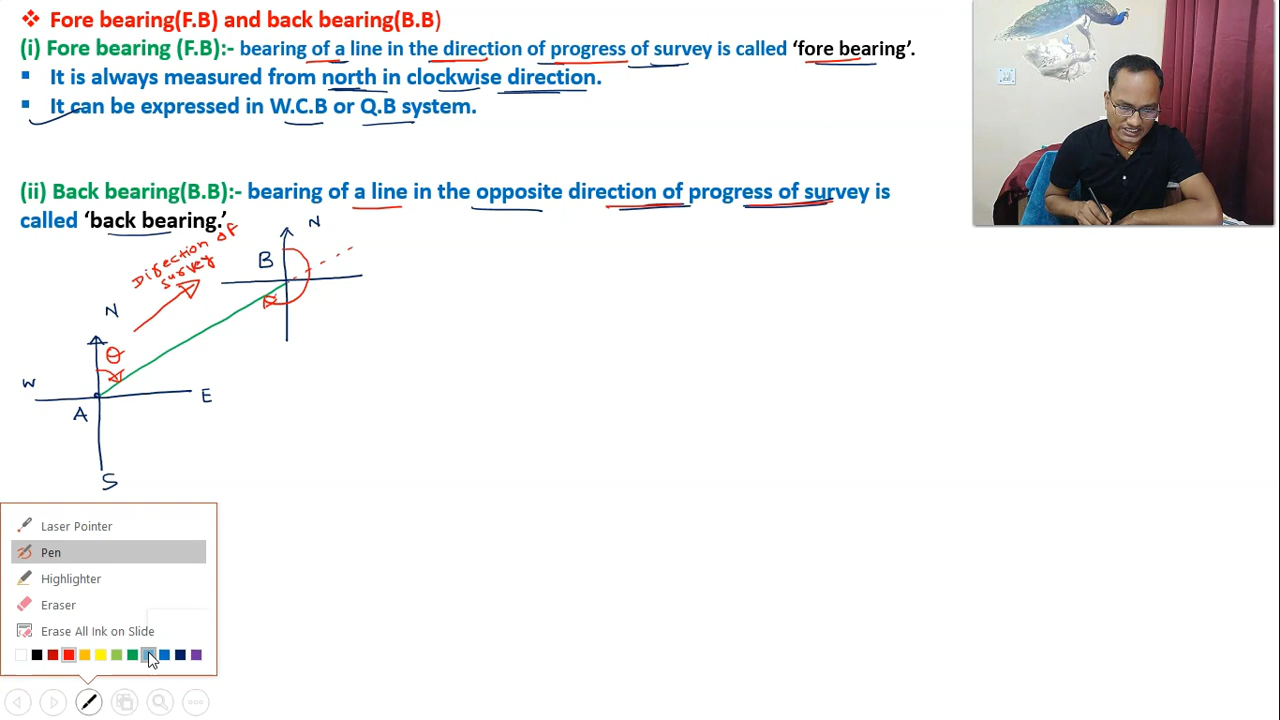 ❖ Fore bearing(F.B) and back bearing(B.B)
(i) Fore bearing (F.B):- bearing of a line in the direction of progress of survey is called ‘fore bearing’.
▪ It is always measured from north in clockwise direction.
▪ It can be expressed in W.C.B or Q.B system.
(ii) Back bearing(B.B):- bearing of a line in the opposite direction of progress of survey is
called ‘back bearing.’
Direction of
survey
N
B
N
θ
W
A
E
S
Laser Pointer
Pen
Highlighter
Eraser
Erase All Ink on Slide